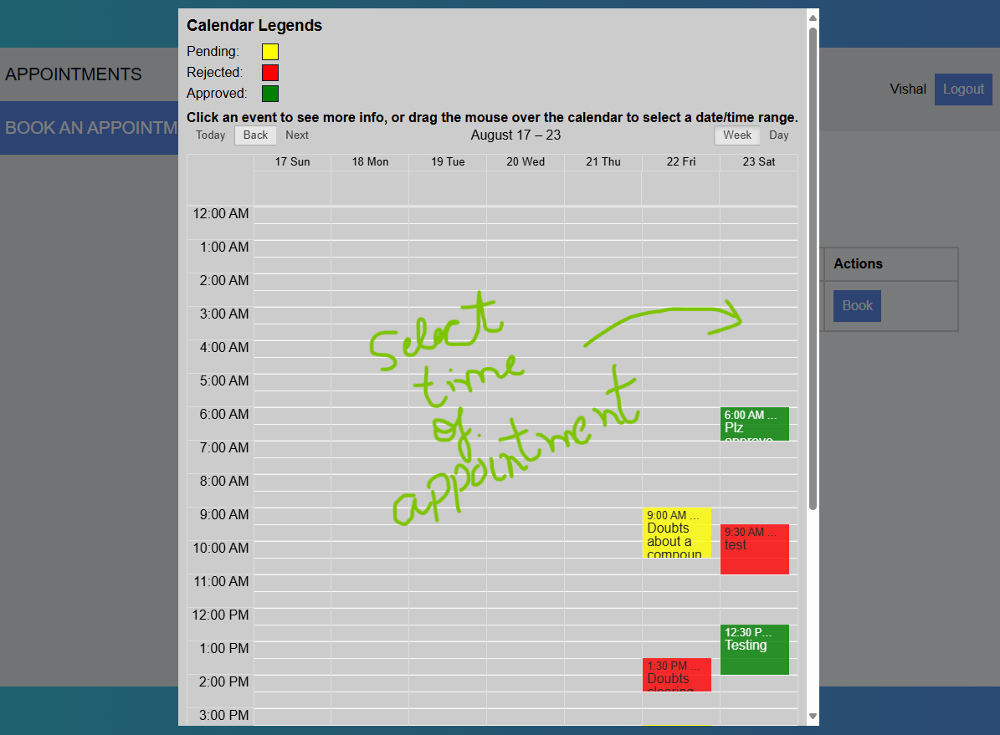 Calendar Legends
Pending:
Rejected:
Approved:
Click an event to see more info, or drag the mouse over the calendar to select a date/time range.
Today Back Next August 17 – 23 Week Day
17 Sun 18 Mon 19 Tue 20 Wed 21 Thu 22 Fri 23 Sat
12:00 AM
1:00 AM
2:00 AM
3:00 AM
4:00 AM
5:00 AM
6:00 AM
7:00 AM
8:00 AM
9:00 AM
10:00 AM
11:00 AM
12:00 PM
1:00 PM
2:00 PM
3:00 PM
Select
time
of
appointment
6:00 AM ...
Plz
approve
9:00 AM ...
Doubts
about a
compoun
9:30 AM ...
test
12:30 P...
Testing
1:30 PM ...
Doubts
clearing
APPOINTMENTS
BOOK AN APPOINTM
Vishal Logout
Actions
Book